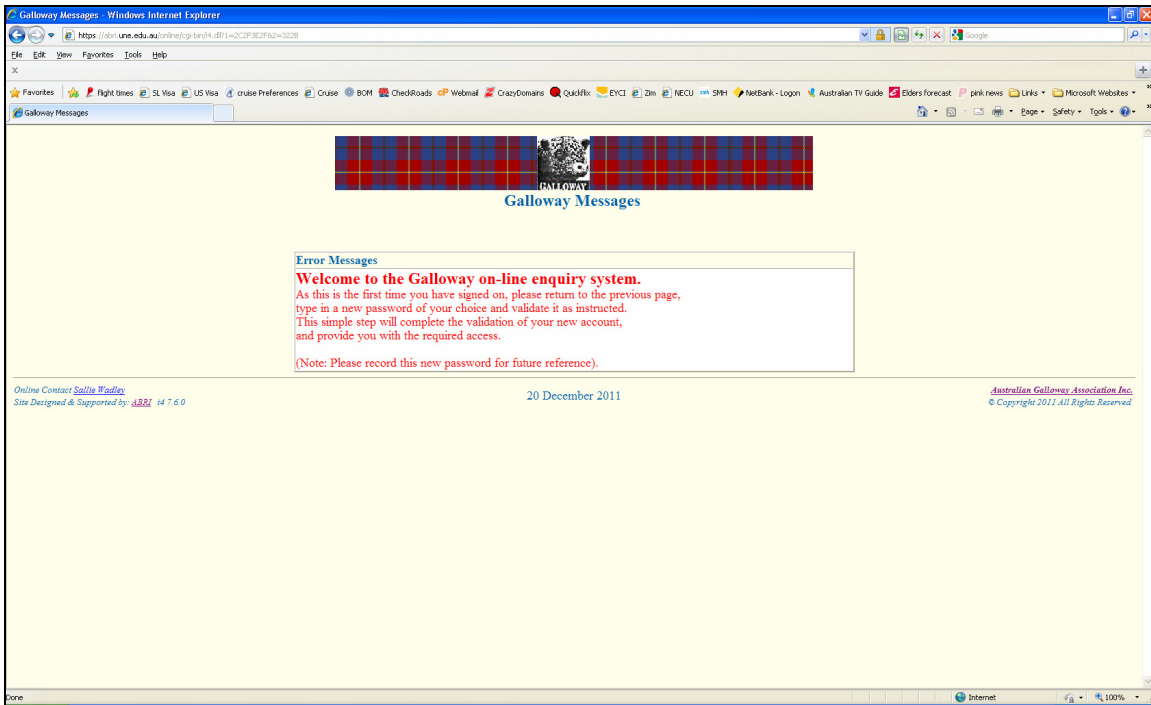 Galloway Messages - Windows Internet Explorer
https://abri.une.edu.au/online/cgi-bin/i4.dll?1=2C2F3E2F&2=322B
Google
File Edit View Favorites Tools Help
x
Favorites flight times SL Visa US Visa cruise Preferences Cruise BOM CheckRoads cP Webmail CrazyDomains Quickflix EYCI Zim NECU SMH NetBank - Logon Australian TV Guide Elders forecast pink news Links Microsoft Websites
Galloway Messages
Page Safety Tools
GALLOWAY
Galloway Messages
Error Messages
Welcome to the Galloway on-line enquiry system.
As this is the first time you have signed on, please return to the previous page,
type in a new password of your choice and validate it as instructed.
This simple step will complete the validation of your new account,
and provide you with the required access.
(Note: Please record this new password for future reference).
Online Contact Sallie Wadley
Site Designed & Supported by: ABRI i4 7.6.0
20 December 2011
Australian Galloway Association Inc.
© Copyright 2011 All Rights Reserved
Done
Internet
100%